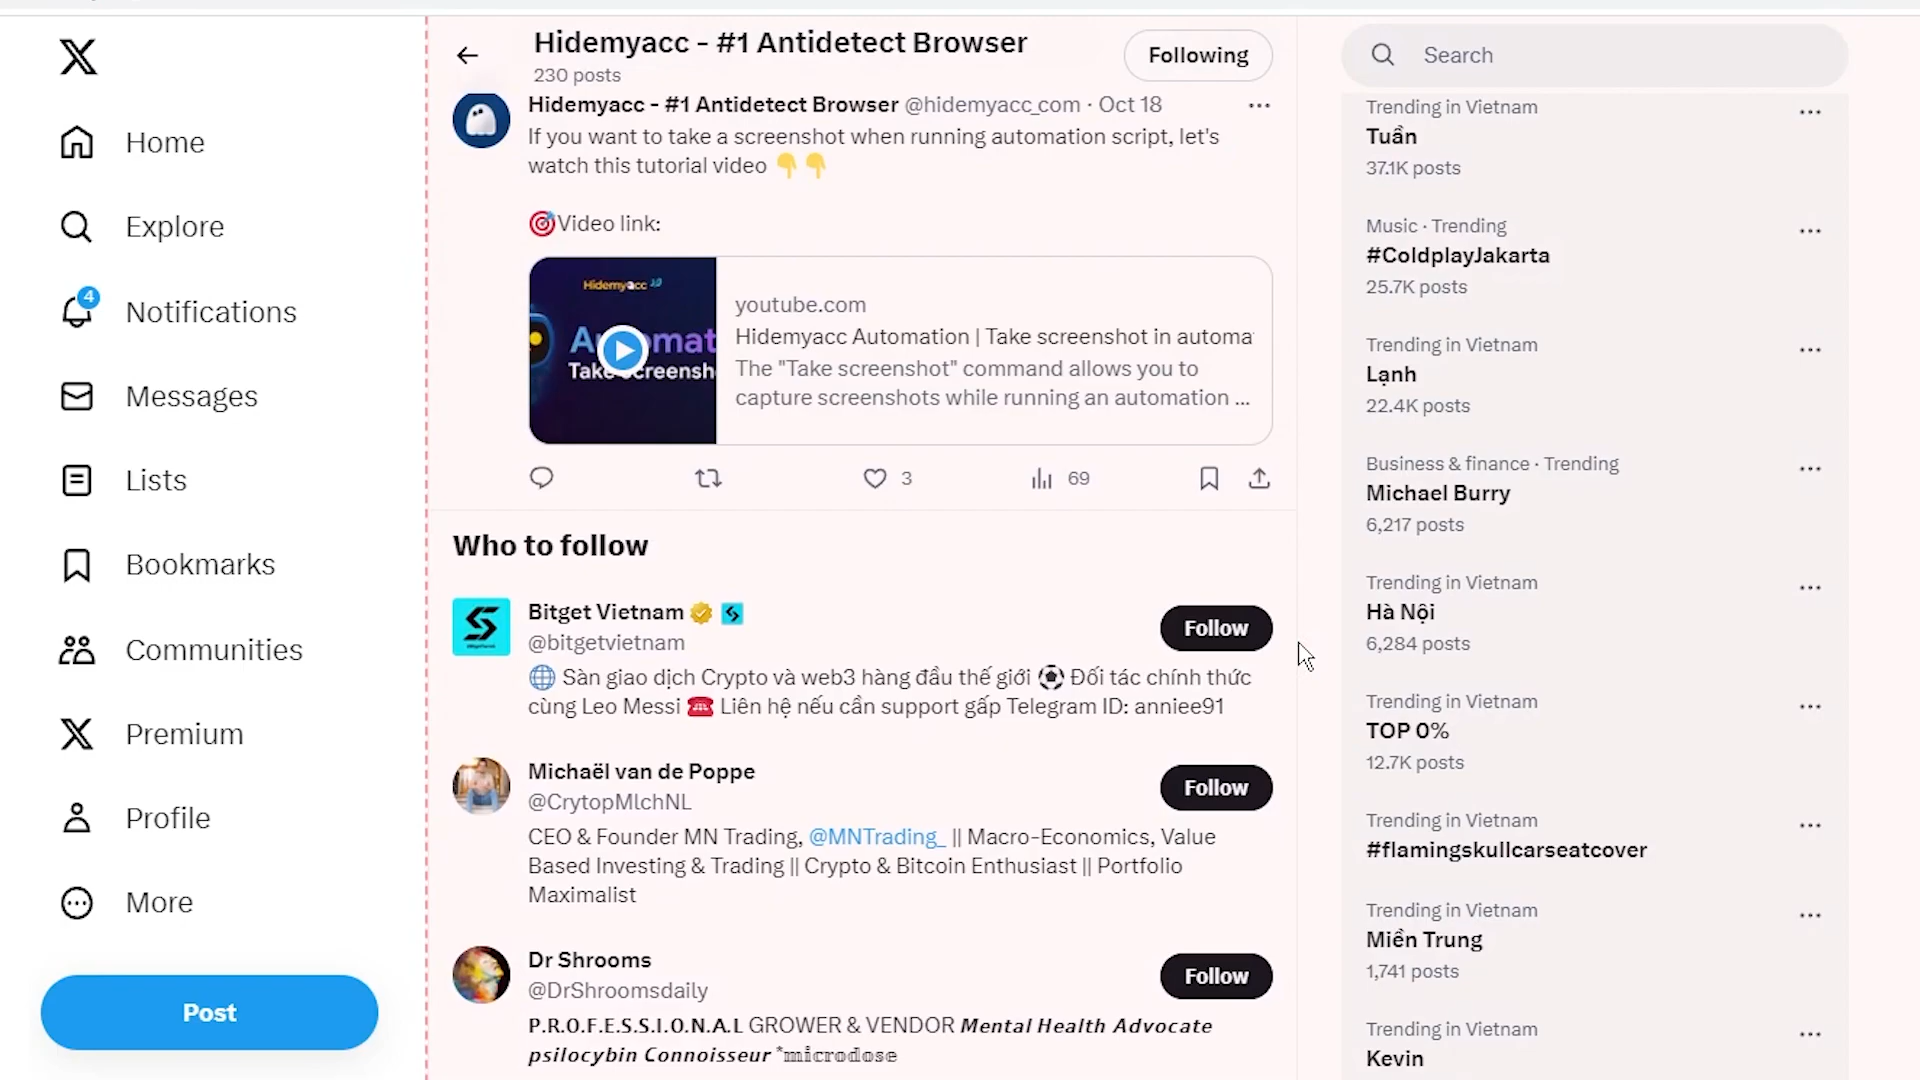 Home
Explore
4
Notifications
Messages
Lists
Bookmarks
Communities
Premium
Profile
More
Post
Hidemyacc - #1 Antidetect Browser
230 posts
Following
Hidemyacc - #1 Antidetect Browser @hidemyacc_com · Oct 18
If you want to take a screenshot when running automation script, let's
watch this tutorial video 👇👇
🎯Video link:
Hidemyacc
youtube.com
Hidemyacc Automation | Take screenshot in automa
The "Take screenshot" command allows you to
capture screenshots while running an automation ...
3
69
Who to follow
Bitget Vietnam
@bitgetvietnam
Follow
🌐 Sàn giao dịch Crypto và web3 hàng đầu thế giới ⚽ Đối tác chính thức
cùng Leo Messi ☎️ Liên hệ nếu cần support gấp Telegram ID: anniee91
Michaël van de Poppe
@CrytopMlchNL
Follow
CEO & Founder MN Trading, @MNTrading_ || Macro-Economics, Value
Based Investing & Trading || Crypto & Bitcoin Enthusiast || Portfolio
Maximalist
Dr Shrooms
@DrShroomsdaily
Follow
P.R.O.F.E.S.S.I.O.N.A.L GROWER & VENDOR Mental Health Advocate
psilocybin Connoisseur *microdose
Search
Trending in Vietnam
Tuần
37.1K posts
Music · Trending
#ColdplayJakarta
25.7K posts
Trending in Vietnam
Lạnh
22.4K posts
Business & finance · Trending
Michael Burry
6,217 posts
Trending in Vietnam
Hà Nội
6,284 posts
Trending in Vietnam
TOP 0%
12.7K posts
Trending in Vietnam
#flamingskullcarseatcover
Trending in Vietnam
Miền Trung
1,741 posts
Trending in Vietnam
Kevin